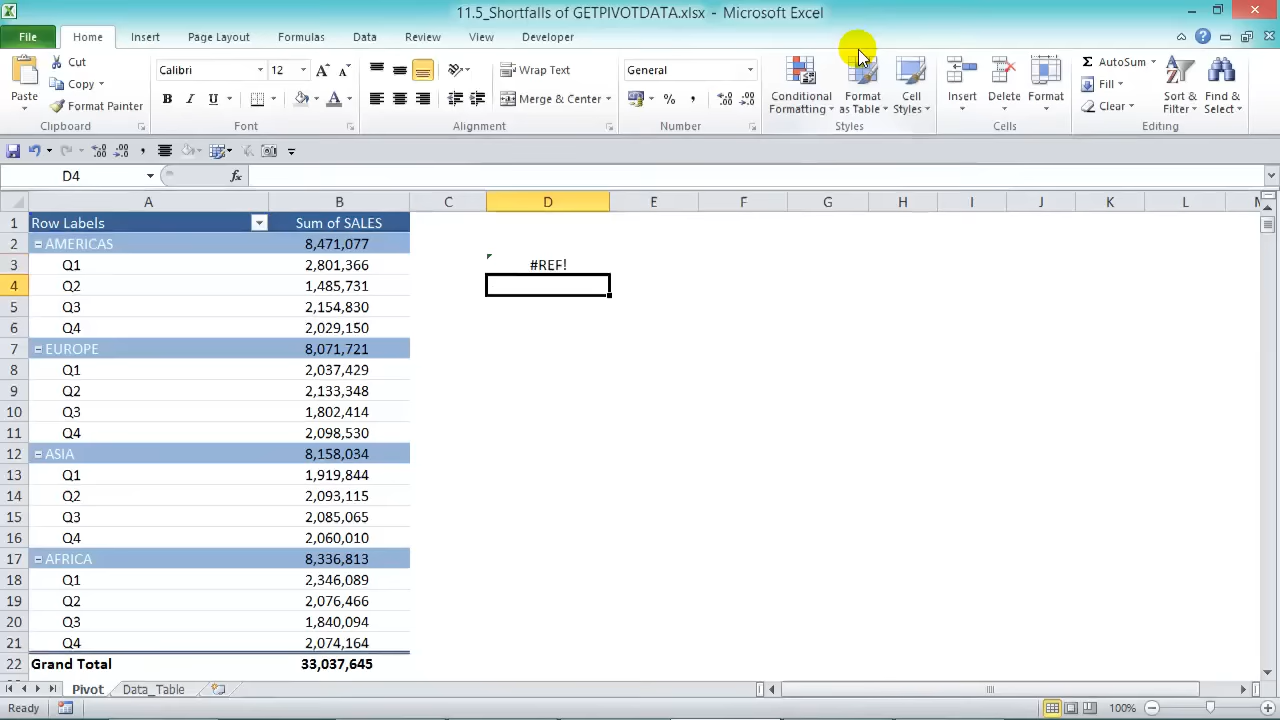 11.5_Shortfalls of GETPIVOTDATA.xlsx - Microsoft Excel
File Home Insert Page Layout Formulas Data Review View Developer
Paste Cut Copy Format Painter
Clipboard
Calibri 12
B I U A
Font
Wrap Text
Merge & Center
Alignment
General
% ,
Number
Conditional Formatting Format as Table Cell Styles
Styles
Insert Delete Format
Cells
Σ AutoSum Fill Clear Sort & Filter Find & Select
Editing
D4 fx
A B C D E F G H I J K L
1 Row Labels Sum of SALES
2 AMERICAS 8,471,077
3 Q1 2,801,366 #REF!
4 Q2 1,485,731
5 Q3 2,154,830
6 Q4 2,029,150
7 EUROPE 8,071,721
8 Q1 2,037,429
9 Q2 2,133,348
10 Q3 1,802,414
11 Q4 2,098,530
12 ASIA 8,158,034
13 Q1 1,919,844
14 Q2 2,093,115
15 Q3 2,085,065
16 Q4 2,060,010
17 AFRICA 8,336,813
18 Q1 2,346,089
19 Q2 2,076,466
20 Q3 1,840,094
21 Q4 2,074,164
22 Grand Total 33,037,645
Pivot Data_Table
Ready 100%